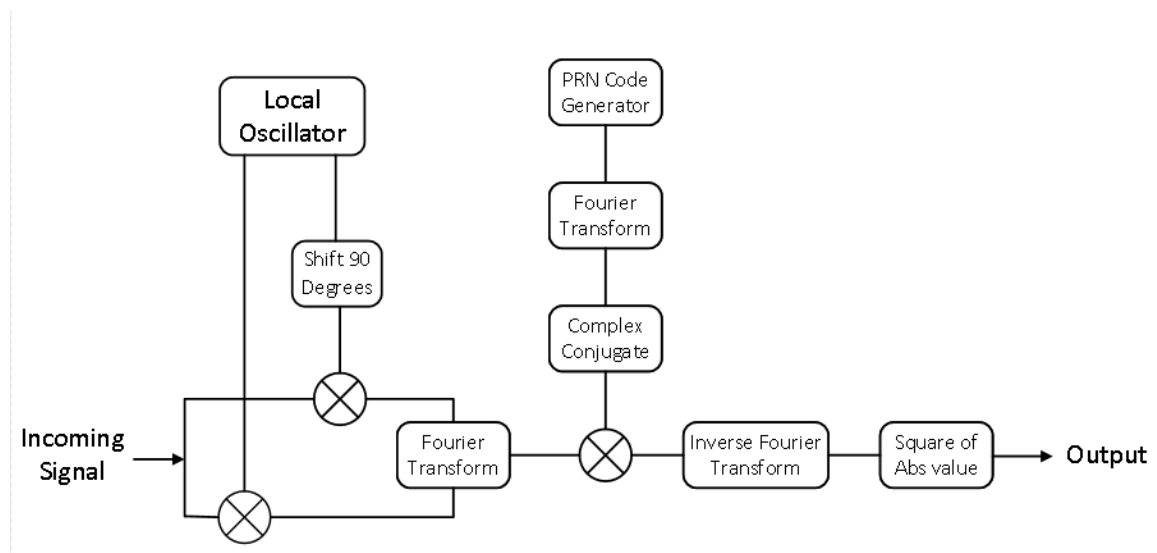 Local
Oscillator
PRN Code
Generator
Fourier
Transform
Shift 90
Degrees
Complex
Conjugate
Incoming
Signal
Fourier
Transform
Inverse Fourier
Transform
Square of
Abs value
Output